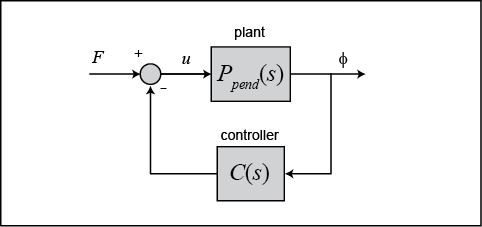 plant
F + u P_pend(s) ϕ
−
controller
C(s)